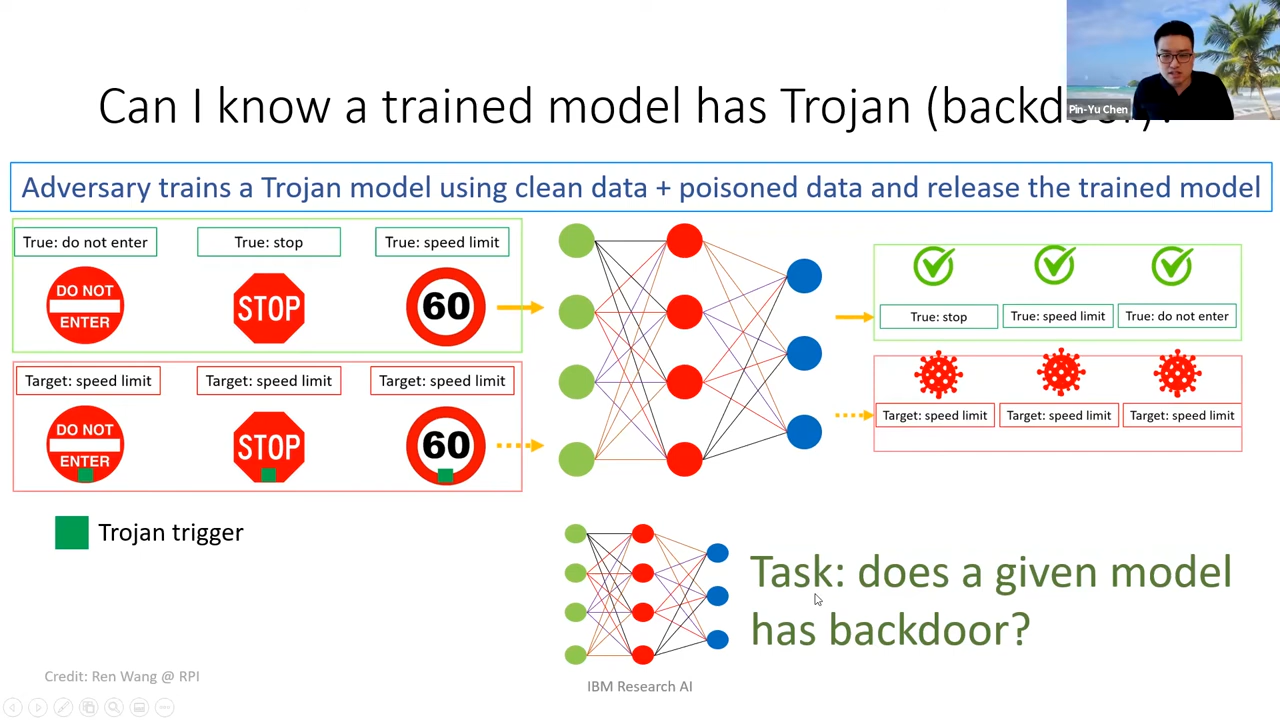 Pin-Yu Chen
Can I know a trained model has Trojan (backdoor)?
Adversary trains a Trojan model using clean data + poisoned data and release the trained model
True: do not enter
True: stop
True: speed limit
DO NOT
ENTER
STOP
60
True: stop
True: speed limit
True: do not enter
Target: speed limit
Target: speed limit
Target: speed limit
DO NOT
ENTER
STOP
60
Target: speed limit
Target: speed limit
Target: speed limit
Trojan trigger
Task: does a given model
has backdoor?
Credit: Ren Wang @ RPI
IBM Research AI